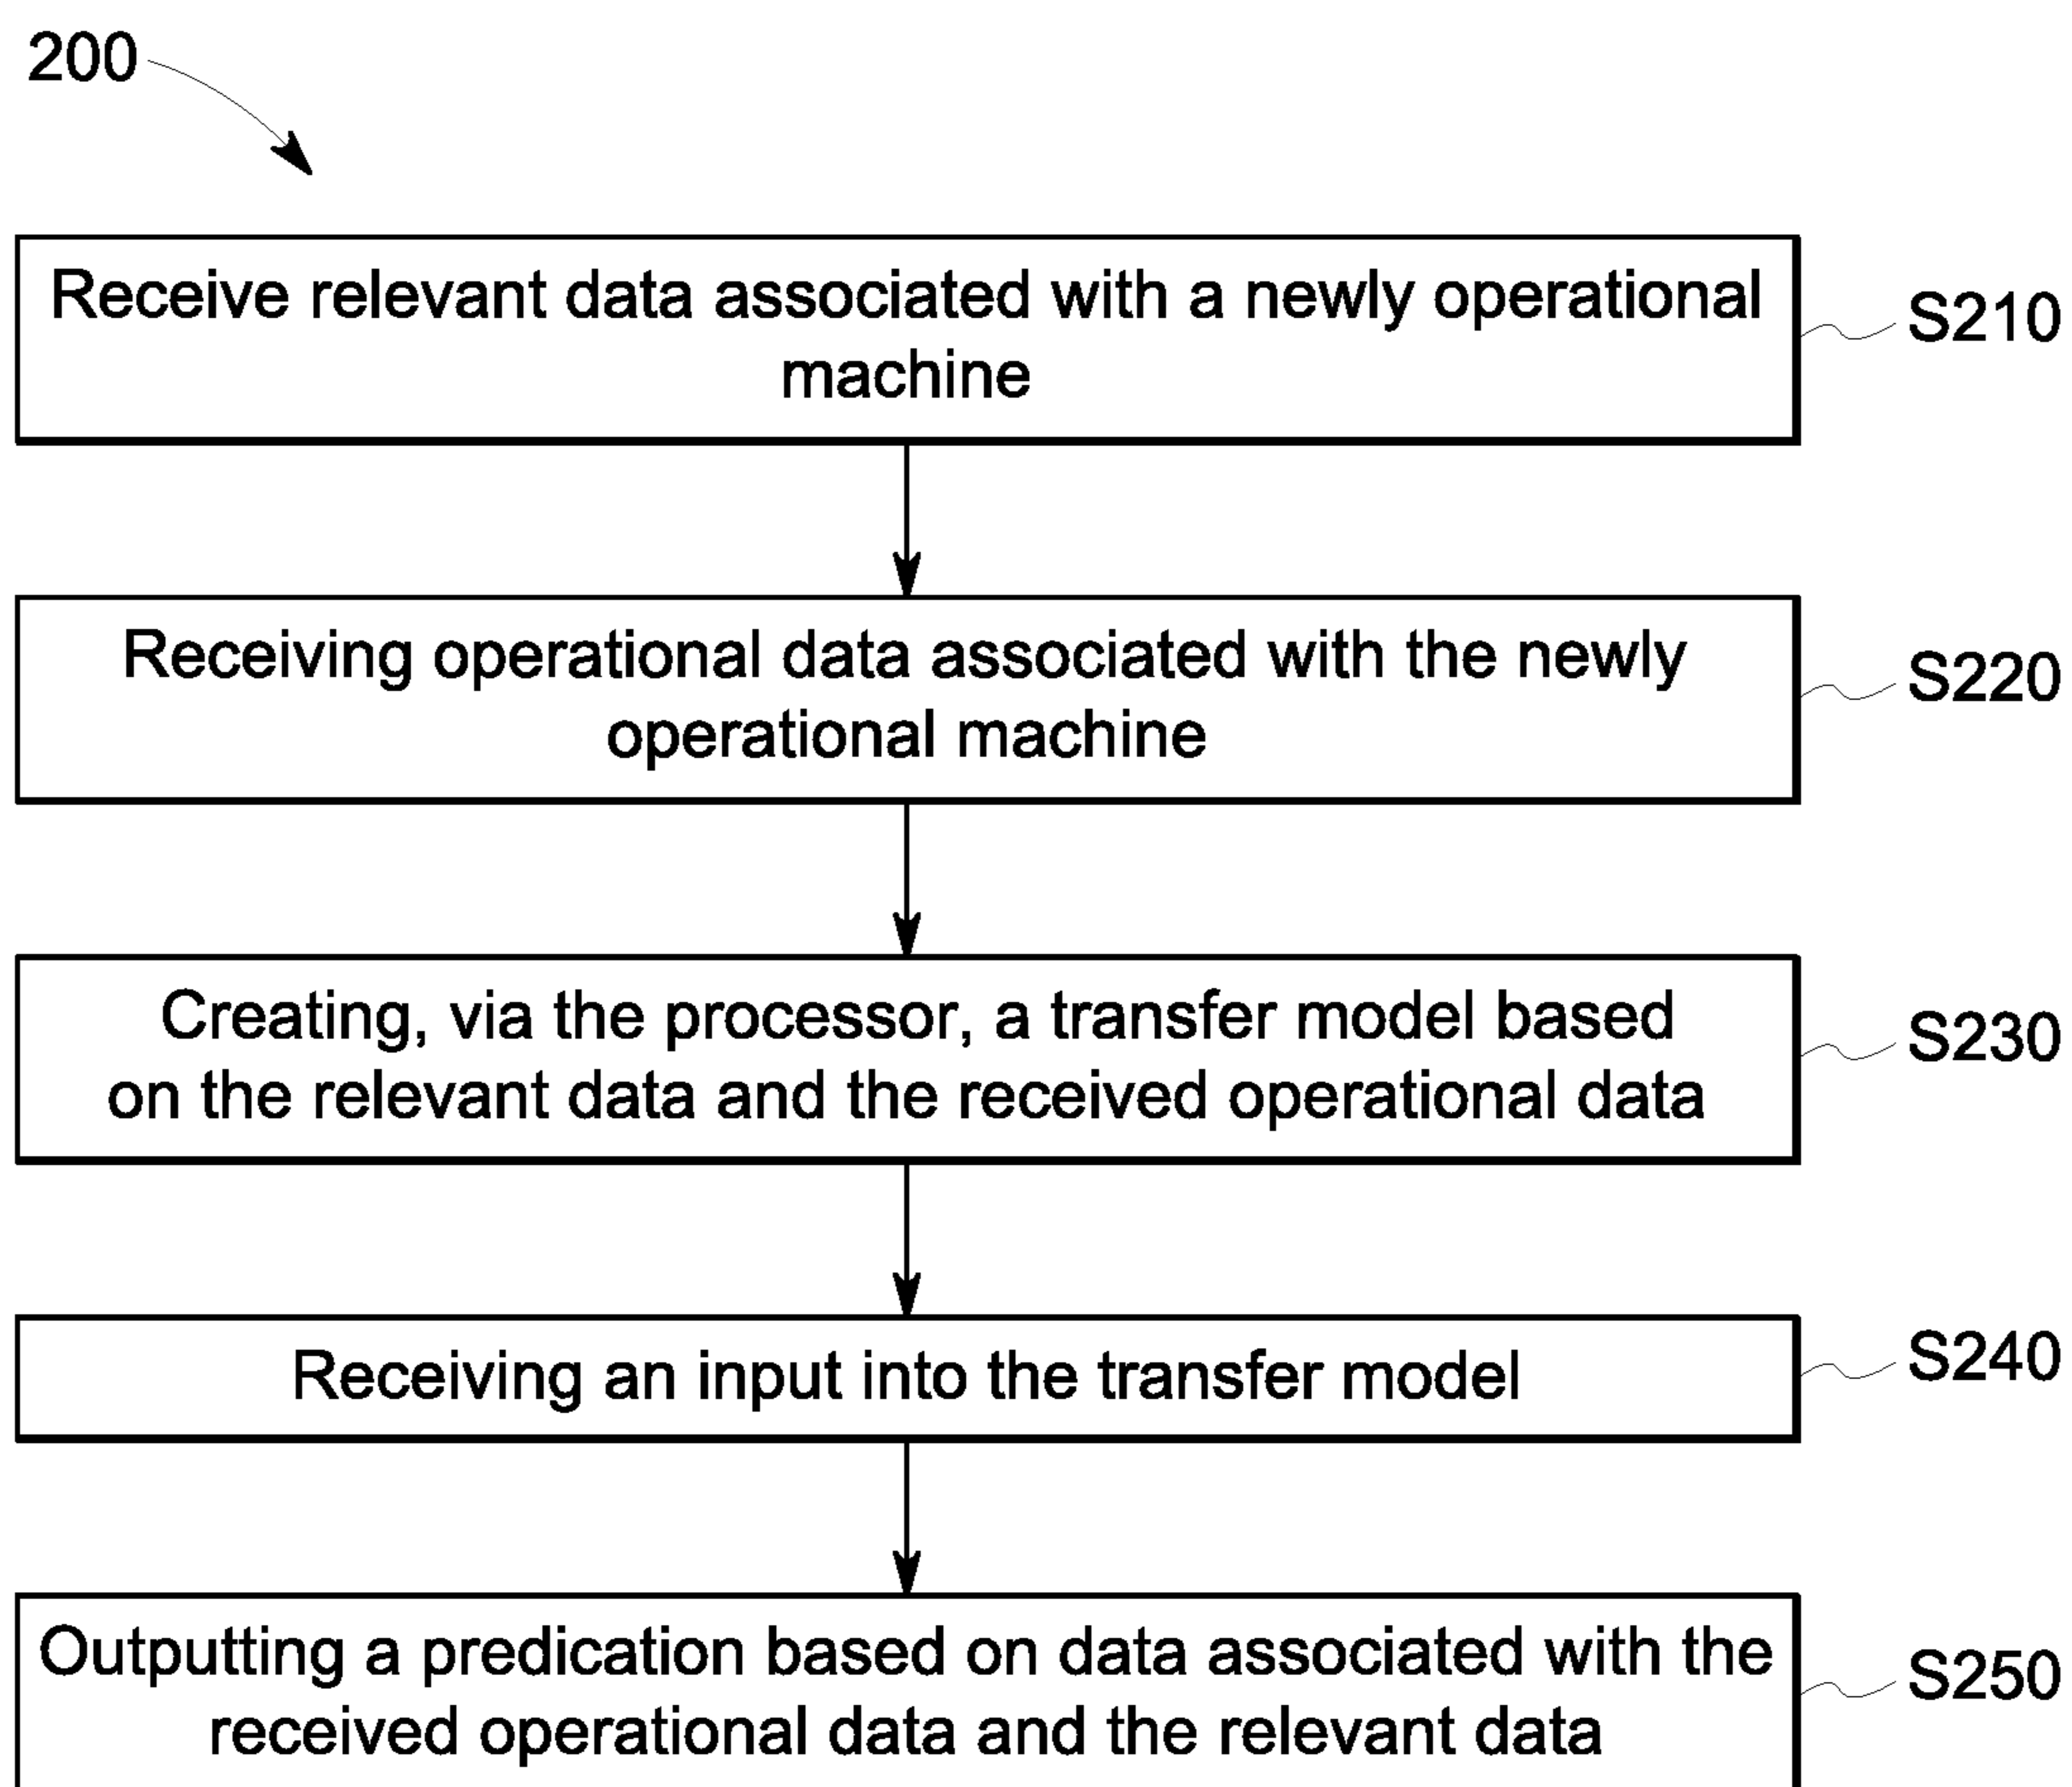 200
Receive relevant data associated with a newly operational
machine
S210
Receiving operational data associated with the newly
operational machine
S220
Creating, via the processor, a transfer model based
on the relevant data and the received operational data
S230
Receiving an input into the transfer model
S240
Outputting a predication based on data associated with the
received operational data and the relevant data
S250